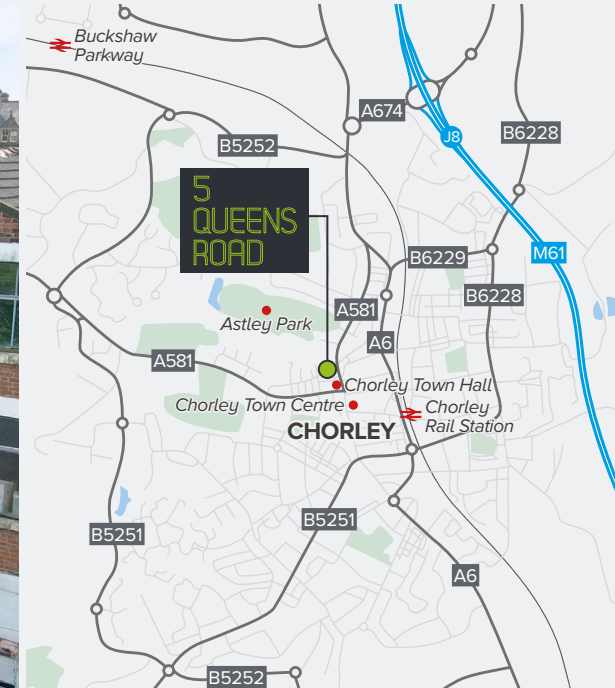 Buckshaw
Parkway
A674
J8
B6228
B5252
5
QUEENS
ROAD
B6229
M61
B6228
A581
Astley Park
A6
A581
Chorley Town Hall
Chorley Town Centre
Chorley
Rail Station
CHORLEY
B5251
B5251
A6
B5252